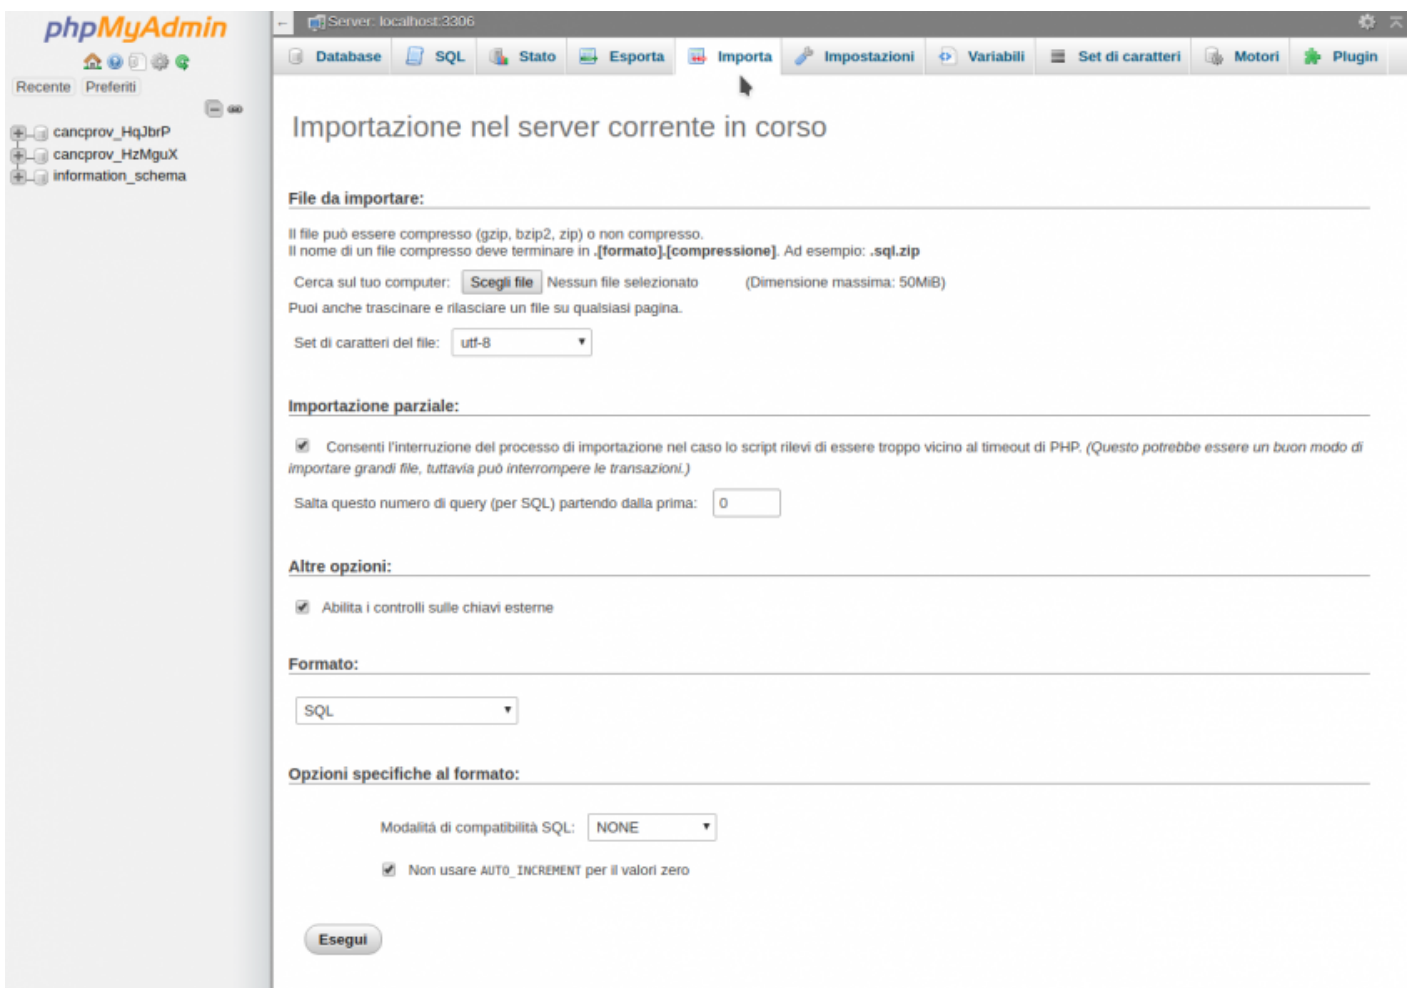 phpMyAdmin
Recente Preferiti
cancprov_HqJbrP
cancprov_HzMguX
information_schema
Server: localhost:3306
Database SQL Stato Esporta Importa Impostazioni Variabili Set di caratteri Motori Plugin
Importazione nel server corrente in corso
File da importare:
Il file può essere compresso (gzip, bzip2, zip) o non compresso.
Il nome di un file compresso deve terminare in .[formato].[compressione]. Ad esempio: .sql.zip
Cerca sul tuo computer: Scegli file Nessun file selezionato (Dimensione massima: 50MiB)
Puoi anche trascinare e rilasciare un file su qualsiasi pagina.
Set di caratteri del file: utf-8
Importazione parziale:
Consenti l'interruzione del processo di importazione nel caso lo script rilevi di essere troppo vicino al timeout di PHP. (Questo potrebbe essere un buon modo di
importare grandi file, tuttavia può interrompere le transazioni.)
Salta questo numero di query (per SQL) partendo dalla prima: 0
Altre opzioni:
Abilita i controlli sulle chiavi esterne
Formato:
SQL
Opzioni specifiche al formato:
Modalitá di compatibilità SQL: NONE
Non usare AUTO_INCREMENT per il valori zero
Esegui